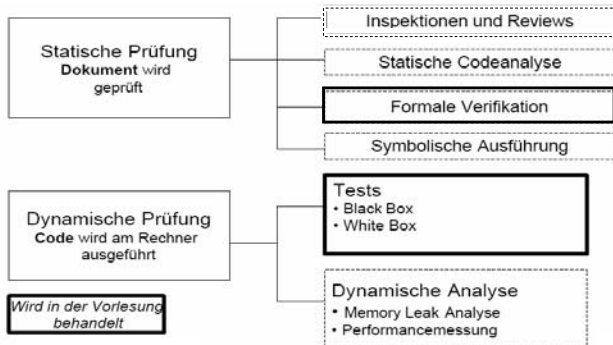 Statische Prüfung
Dokument wird
geprüft
Inspektionen und Reviews
Statische Codeanalyse
Formale Verifikation
Symbolische Ausführung
Dynamische Prüfung
Code wird am Rechner
ausgeführt
Tests
• Black Box
• White Box
Dynamische Analyse
• Memory Leak Analyse
• Performancemessung
Wird in der Vorlesung
behandelt